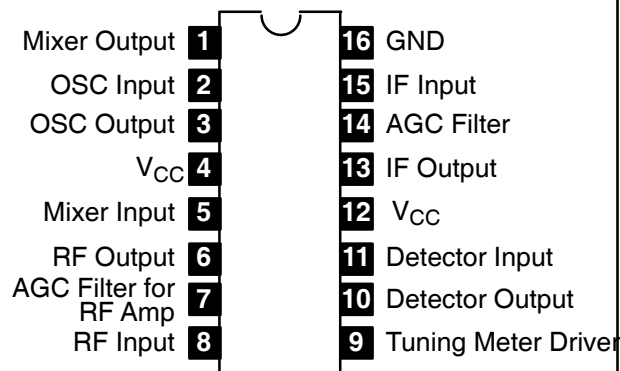 Mixer Output 1
OSC Input 2
OSC Output 3
VCC 4
Mixer Input 5
RF Output 6
AGC Filter for
RF Amp 7
RF Input 8
16 GND
15 IF Input
14 AGC Filter
13 IF Output
12 VCC
11 Detector Input
10 Detector Output
9 Tuning Meter Driver